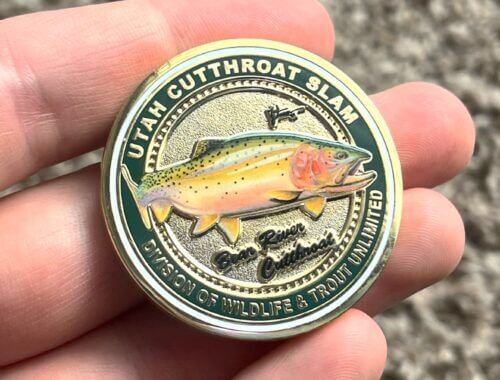 UTAH CUTTHROAT SLAM
Bear River
Cutthroat
DIVISION OF WILDLIFE & TROUT UNLIMITED